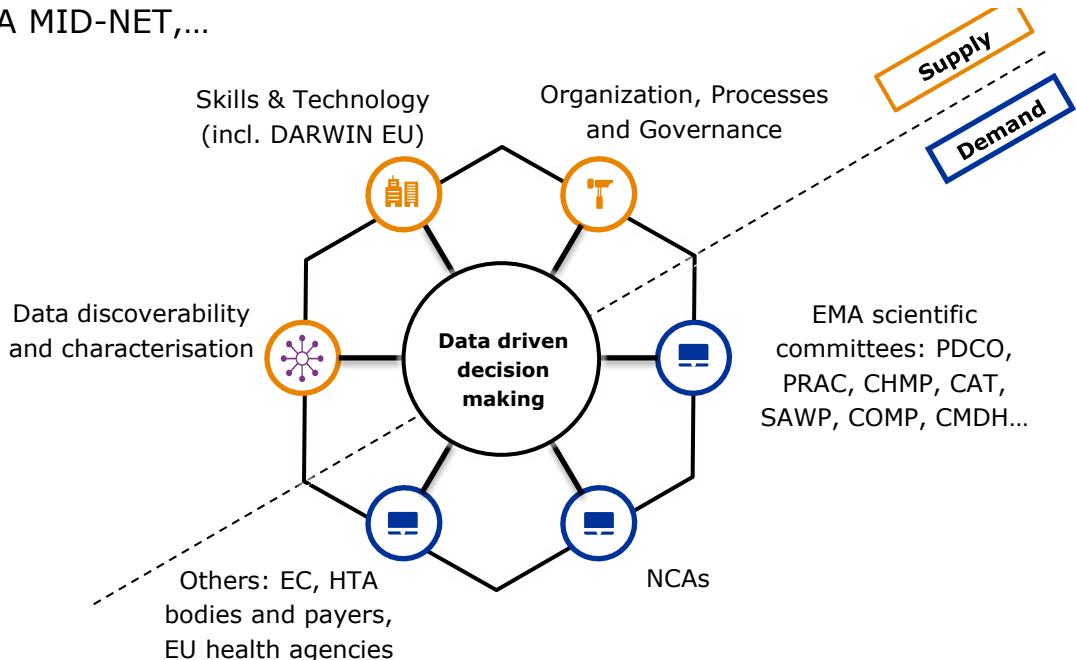 A MID-NET,...
Supply
Demand
Skills & Technology
(incl. DARWIN EU)
Organization, Processes
and Governance
Data discoverability
and characterisation
Data driven
decision
making
EMA scientific
committees: PDCO,
PRAC, CHMP, CAT,
SAWP, COMP, CMDH...
Others: EC, HTA
bodies and payers,
EU health agencies
NCAs